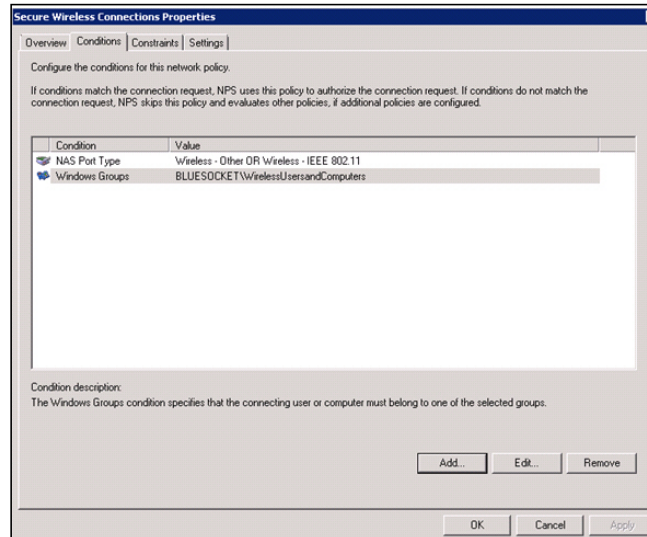 Secure Wireless Connections Properties
Overview Conditions Constraints Settings
Configure the conditions for this network policy.
If conditions match the connection request, NPS uses this policy to authorize the connection request. If conditions do not match the
connection request, NPS skips this policy and evaluates other policies, if additional policies are configured.
Condition Value
NAS Port Type Wireless - Other OR Wireless - IEEE 802.11
Windows Groups BLUESOCKET\WirelessUsersandComputers
Condition description:
The Windows Groups condition specifies that the connecting user or computer must belong to one of the selected groups.
Add... Edit... Remove
OK Cancel Apply